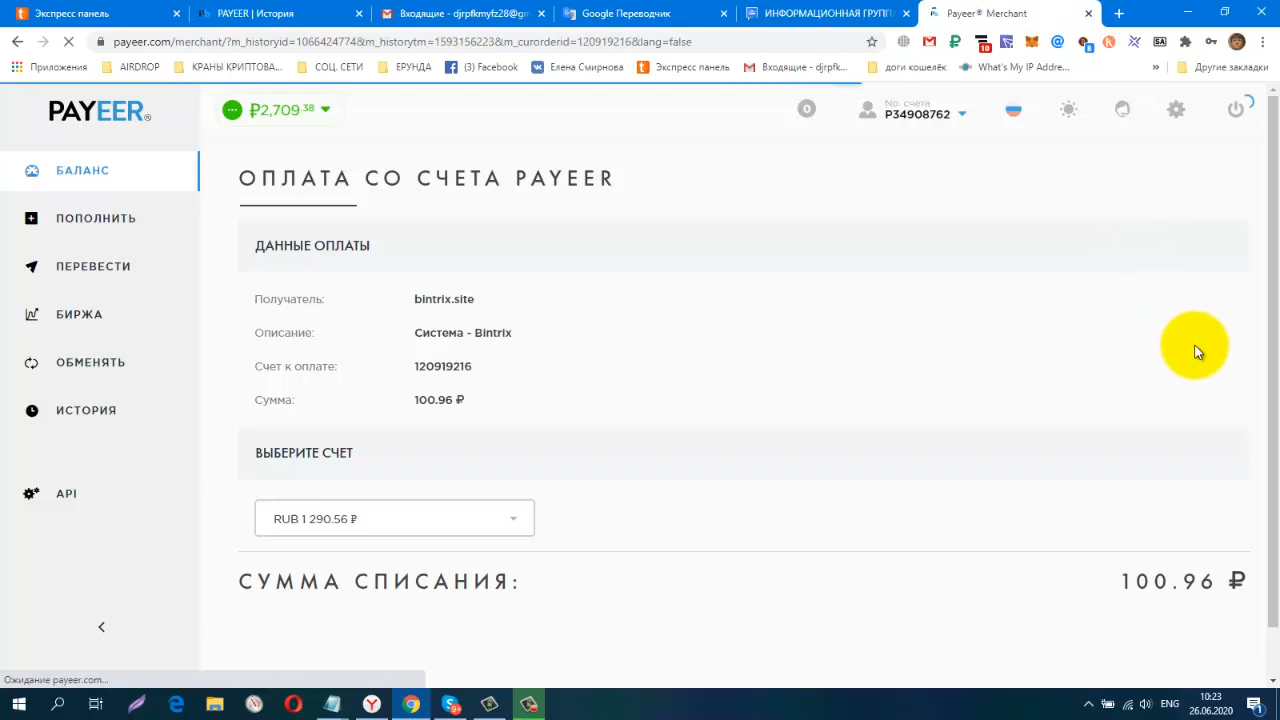 Экспресс панель
PAYEER | История
Входящие - djrpfkmyfz28@gm
Google Переводчик
ИНФОРМАЦИОННАЯ ГРУПП
Payeer® Merchant
payeer.com/merchant/?m_historyid=1066424774&m_historytm=1593156223&m_curorderid=120919216&lang=false
Приложения
AIRDROP
КРАНЫ КРИПТОВА...
СОЦ. СЕТИ
ЕРУНДА
(3) Facebook
Елена Смирнова
Экспресс панель
Входящие - djrpfk...
доги кошелёк
What's My IP Addre...
»
Другие закладки
PAYEER®
₽2,709.38
0
№ счета
P34908762
БАЛАНС
ПОПОЛНИТЬ
ПЕРЕВЕСТИ
БИРЖА
ОБМЕНЯТЬ
ИСТОРИЯ
API
ОПЛАТА СО СЧЕТА PAYEER
ДАННЫЕ ОПЛАТЫ
Получатель: bintrix.site
Описание: Система - Bintrix
Счет к оплате: 120919216
Сумма: 100.96 ₽
ВЫБЕРИТЕ СЧЕТ
RUB 1 290.56 ₽
СУММА СПИСАНИЯ: 100.96 ₽
Ожидание payeer.com...
ENG
10:23
26.06.2020